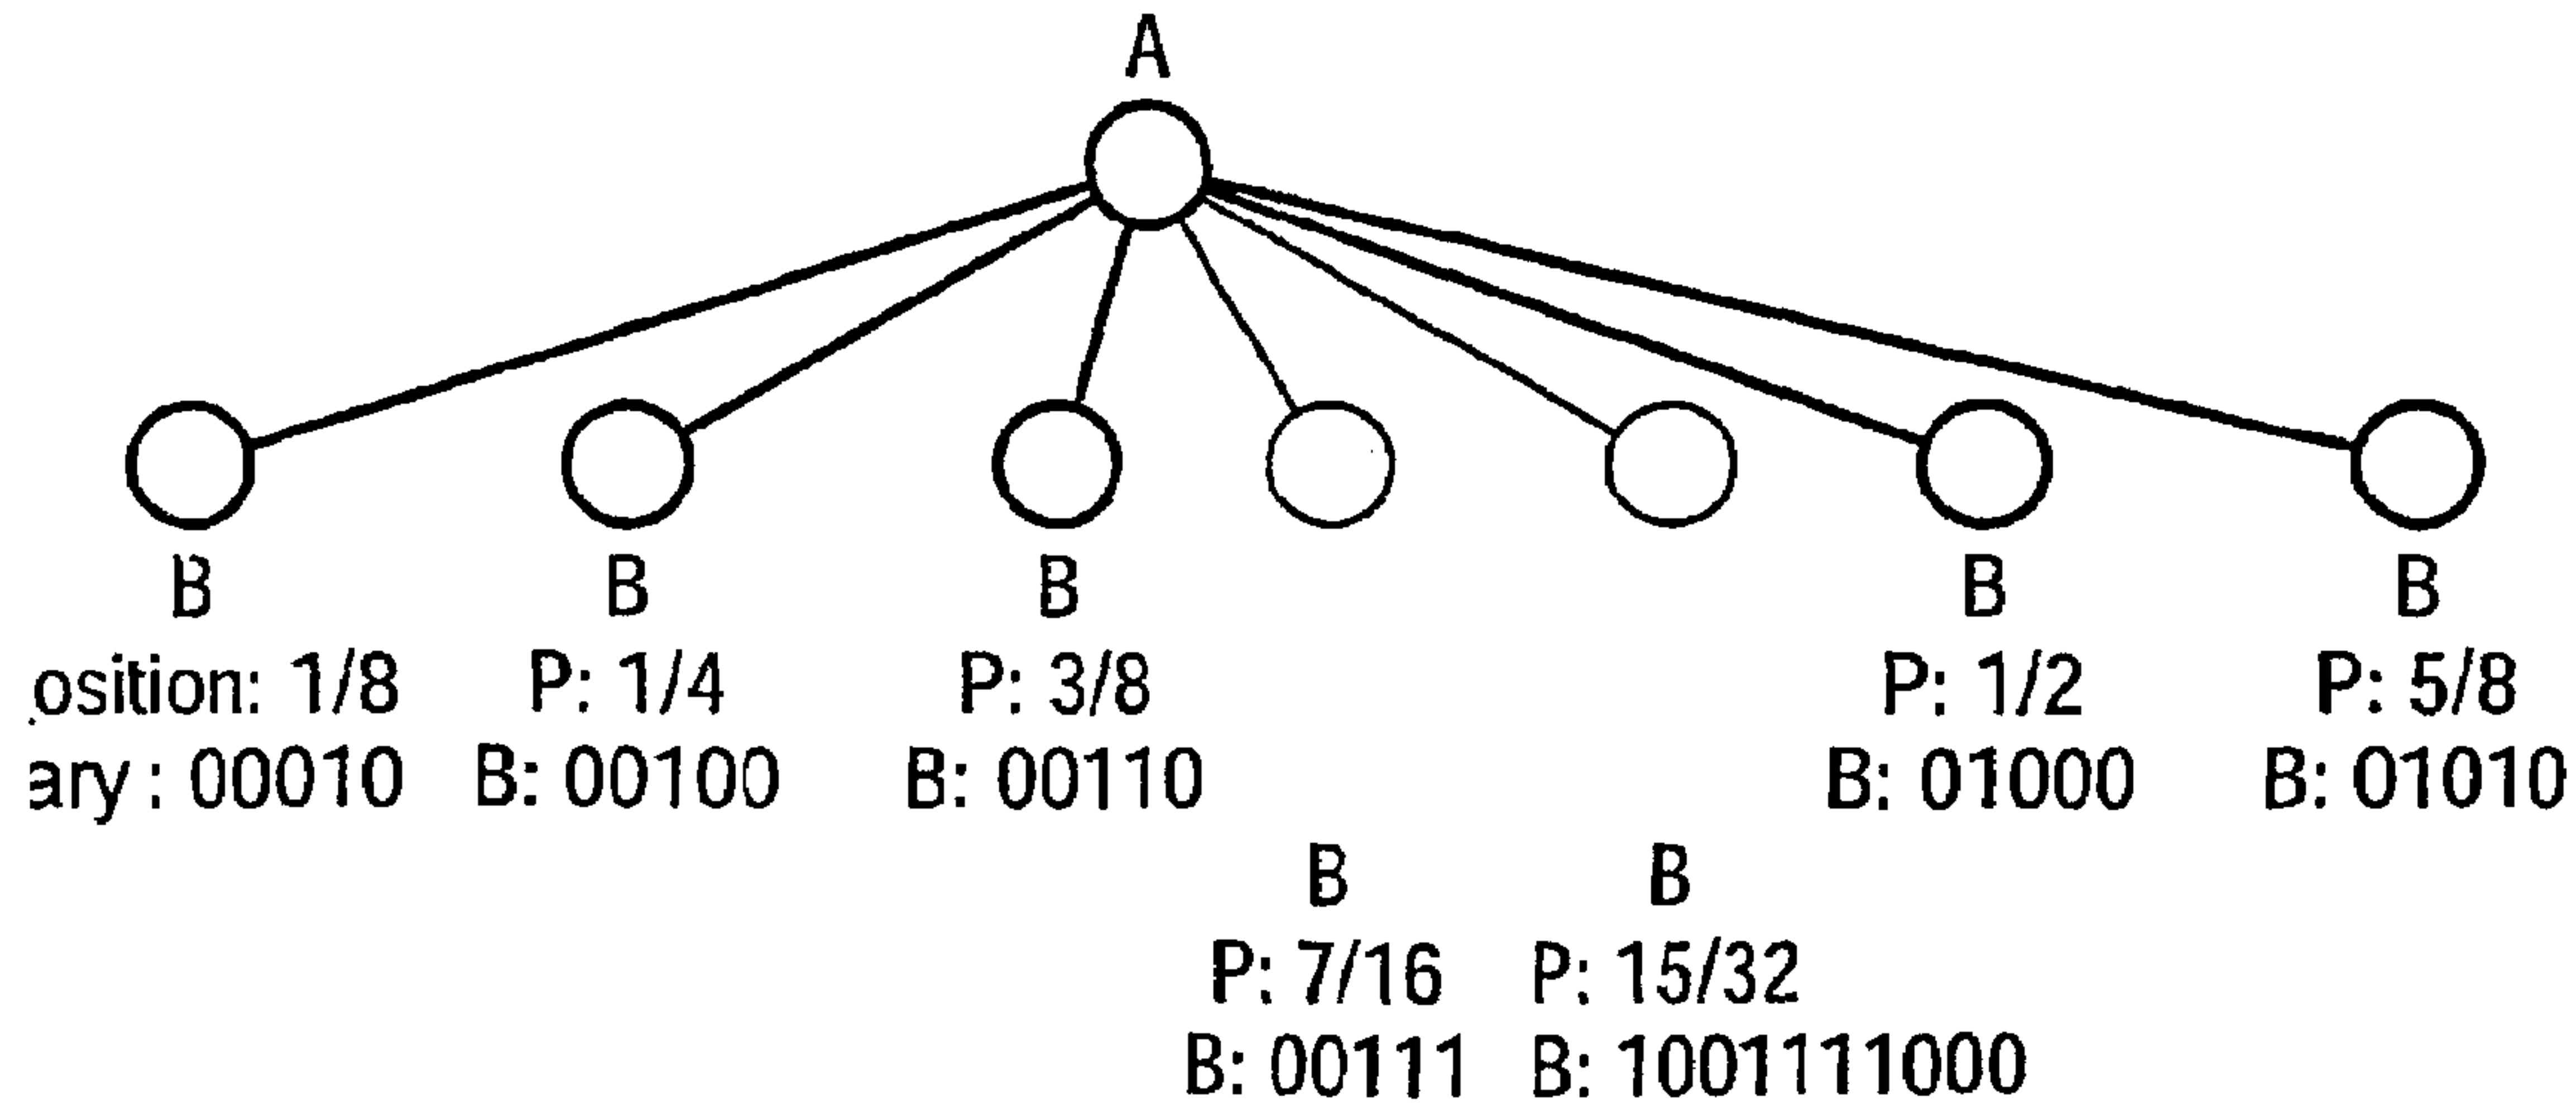 A
B B B B B
osition: 1/8 P: 1/4 P: 3/8 P: 1/2 P: 5/8
ary : 00010 B: 00100 B: 00110 B: 01000 B: 01010
B B
P: 7/16 P: 15/32
B: 00111 B: 1001111000